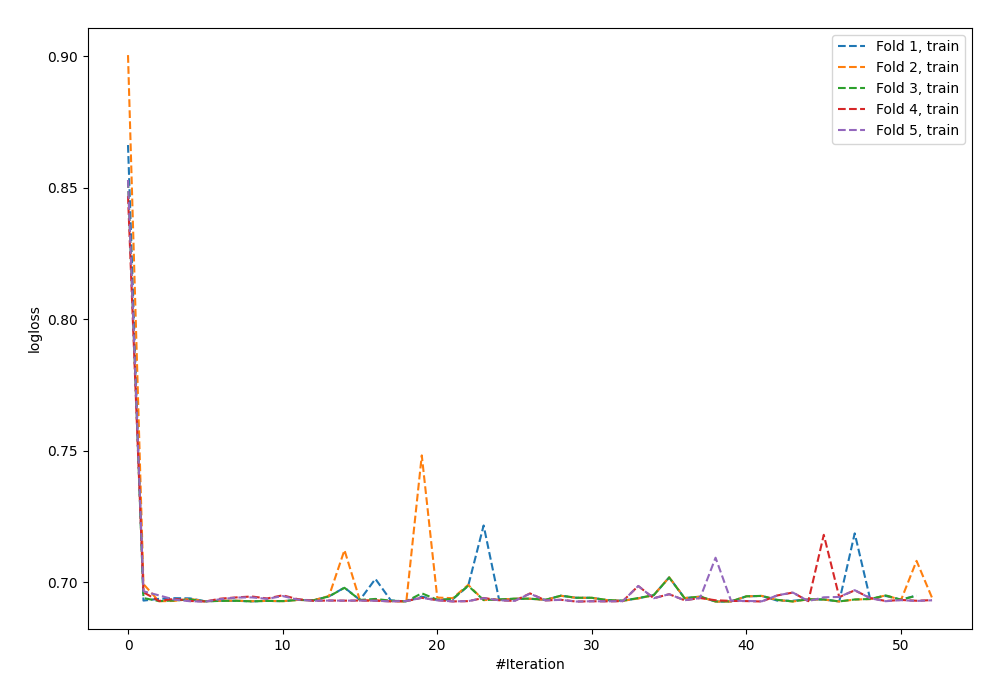 0.90
0.85
0.80
0.75
0.70
logloss
0
10
20
30
40
50
#Iteration
Fold 1, train
Fold 2, train
Fold 3, train
Fold 4, train
Fold 5, train